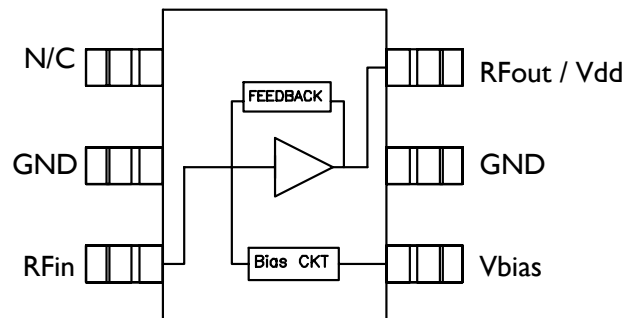 N/C
RFout / Vdd
FEEDBACK
GND
GND
RFin
Bias CKT
Vbias